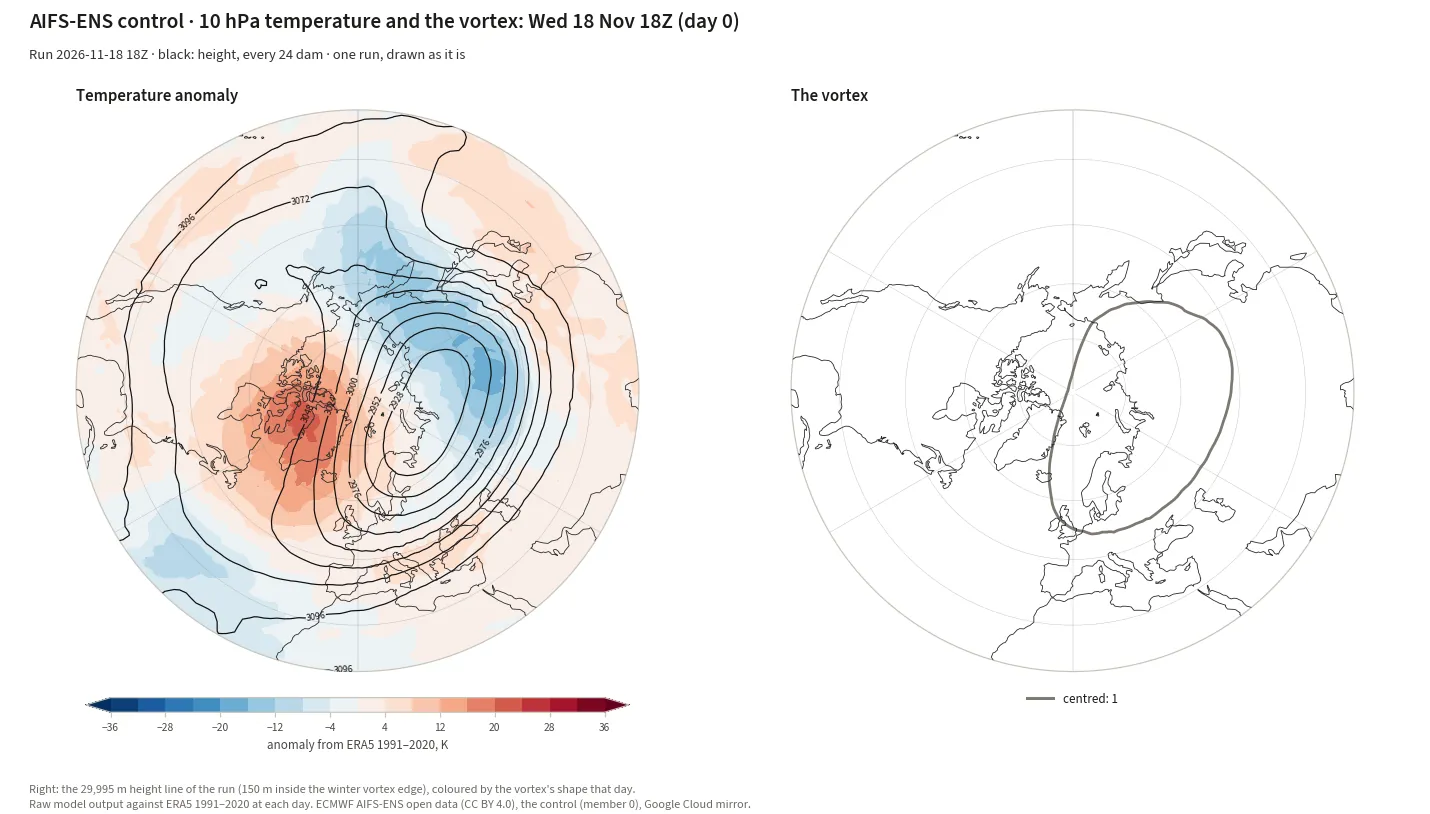 AIFS-ENS control · 10 hPa temperature and the vortex: Wed 18 Nov 18Z (day 0)
Run 2026-11-18 18Z · black: height, every 24 dam · one run, drawn as it is
Temperature anomaly
The vortex
3096
3072
3000
2952
2928
2976
2976
3096
3096
−36 −28 −20 −12 −4 4 12 20 28 36
anomaly from ERA5 1991–2020, K
centred: 1
Right: the 29,995 m height line of the run (150 m inside the winter vortex edge), coloured by the vortex's shape that day.
Raw model output against ERA5 1991–2020 at each day. ECMWF AIFS-ENS open data (CC BY 4.0), the control (member 0), Google Cloud mirror.